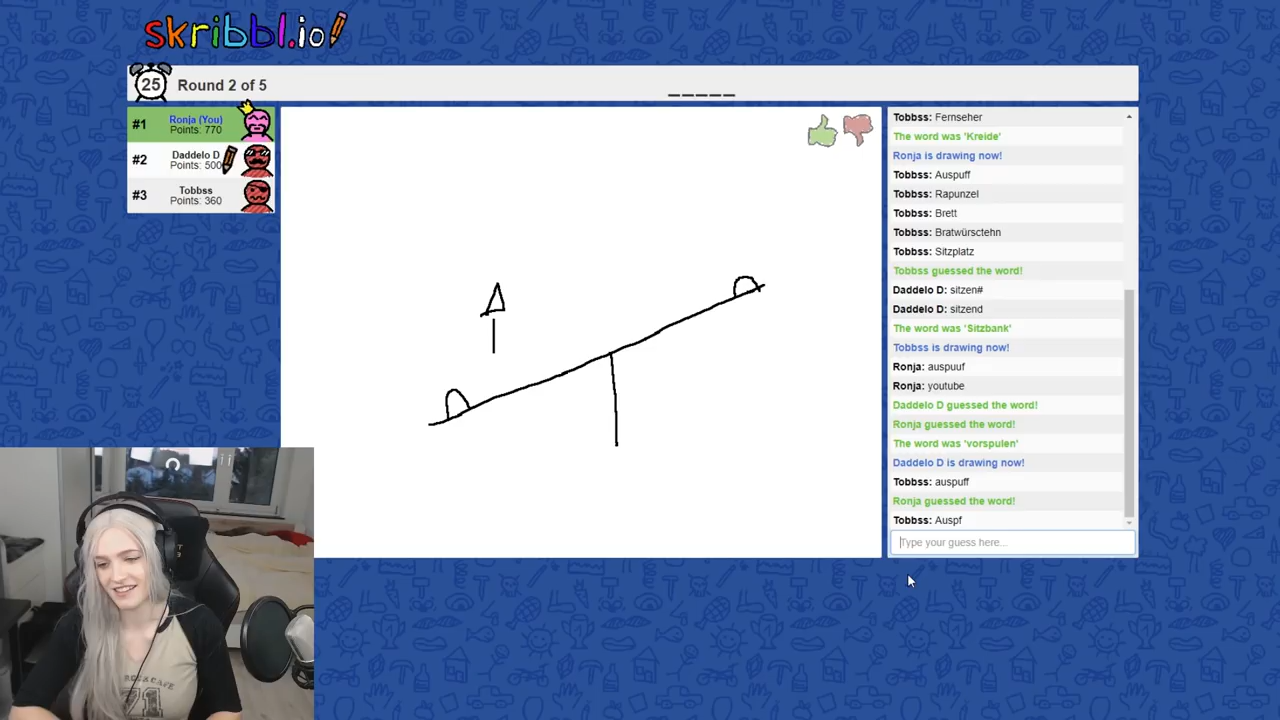 skribbl.io
25
Round 2 of 5
_____
#1
Ronja (You)
Points: 770
#2
Daddelo D
Points: 500
#3
Tobbss
Points: 360
Tobbss: Fernseher
The word was 'Kreide'
Ronja is drawing now!
Tobbss: Auspuff
Tobbss: Rapunzel
Tobbss: Brett
Tobbss: Bratwürsctehn
Tobbss: Sitzplatz
Tobbss guessed the word!
Daddelo D: sitzen#
Daddelo D: sitzend
The word was 'Sitzbank'
Tobbss is drawing now!
Ronja: auspuuf
Ronja: youtube
Daddelo D guessed the word!
Ronja guessed the word!
The word was 'vorspulen'
Daddelo D is drawing now!
Tobbss: auspuff
Ronja guessed the word!
Tobbss: Auspf
Type your guess here...